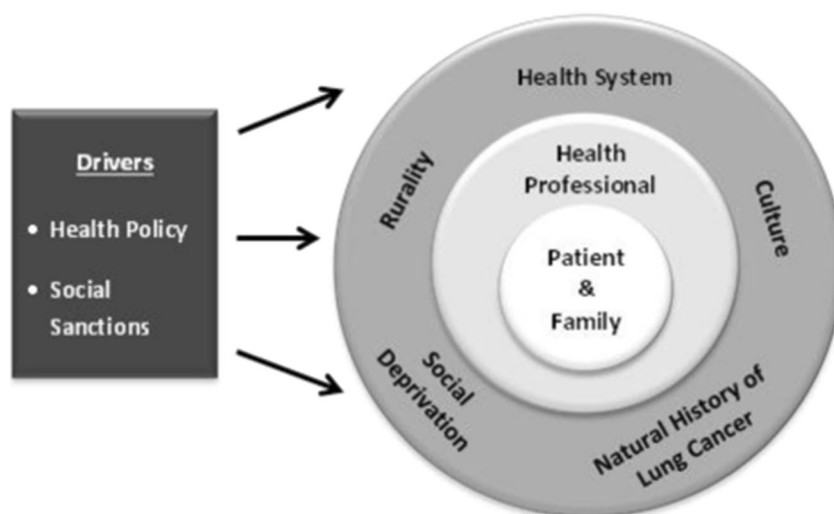 Drivers
• Health Policy
• Social
Sanctions
Health System
Rurality
Culture
Social
Deprivation
Natural History of
Lung Cancer
Health
Professional
Patient
&
Family